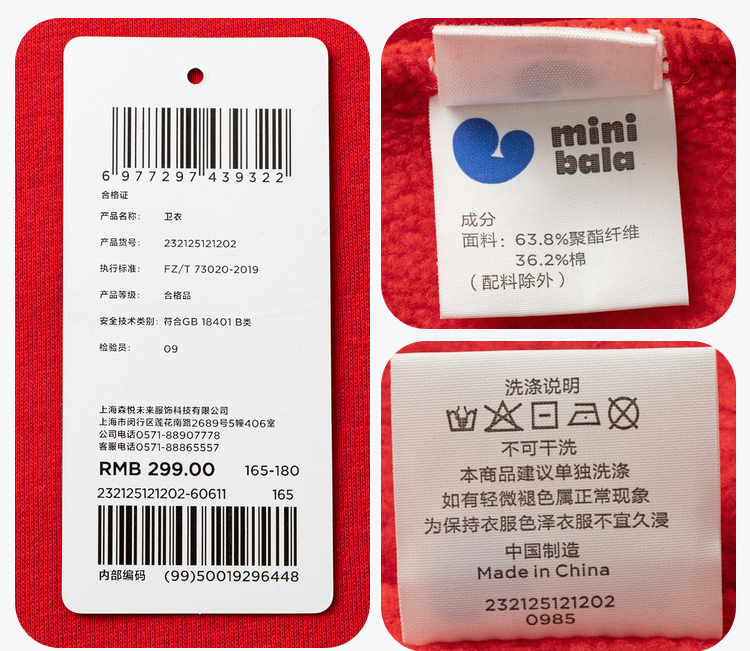 6 977297 439322
合格证
产品名称： 卫衣
产品货号： 232125121202
执行标准： FZ/T 73020-2019
产品等级： 合格品
安全技术类别：符合GB 18401 B类
检验员： 09
上海森悦未来服饰科技有限公司
上海市闵行区莲花南路2689号5幢406室
公司电话0571-88907778
客服电话0571-88865557
RMB 299.00 165-180
232125121202-60611 165
内部编码 (99)50019296448
mini
bala
成分
面料：63.8%聚酯纤维
36.2%棉
（配料除外）
洗涤说明
不可干洗
本商品建议单独洗涤
如有轻微褪色属正常现象
为保持衣服色泽衣服不宜久浸
中国制造
Made in China
232125121202
0985